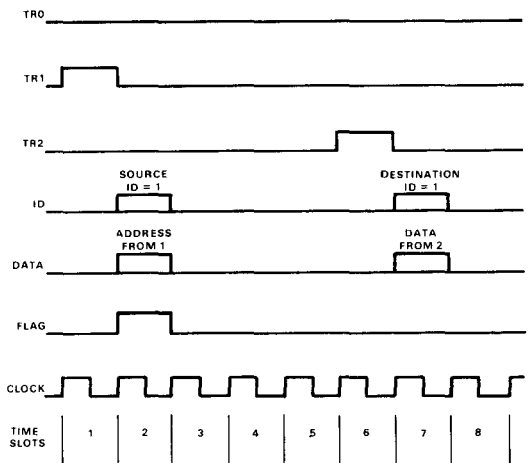 TR0
TR1
TR2
SOURCE
ID = 1
DESTINATION
ID = 1
ID
ADDRESS
FROM 1
DATA
FROM 2
DATA
FLAG
CLOCK
TIME
SLOTS
1 2 3 4 5 6 7 8